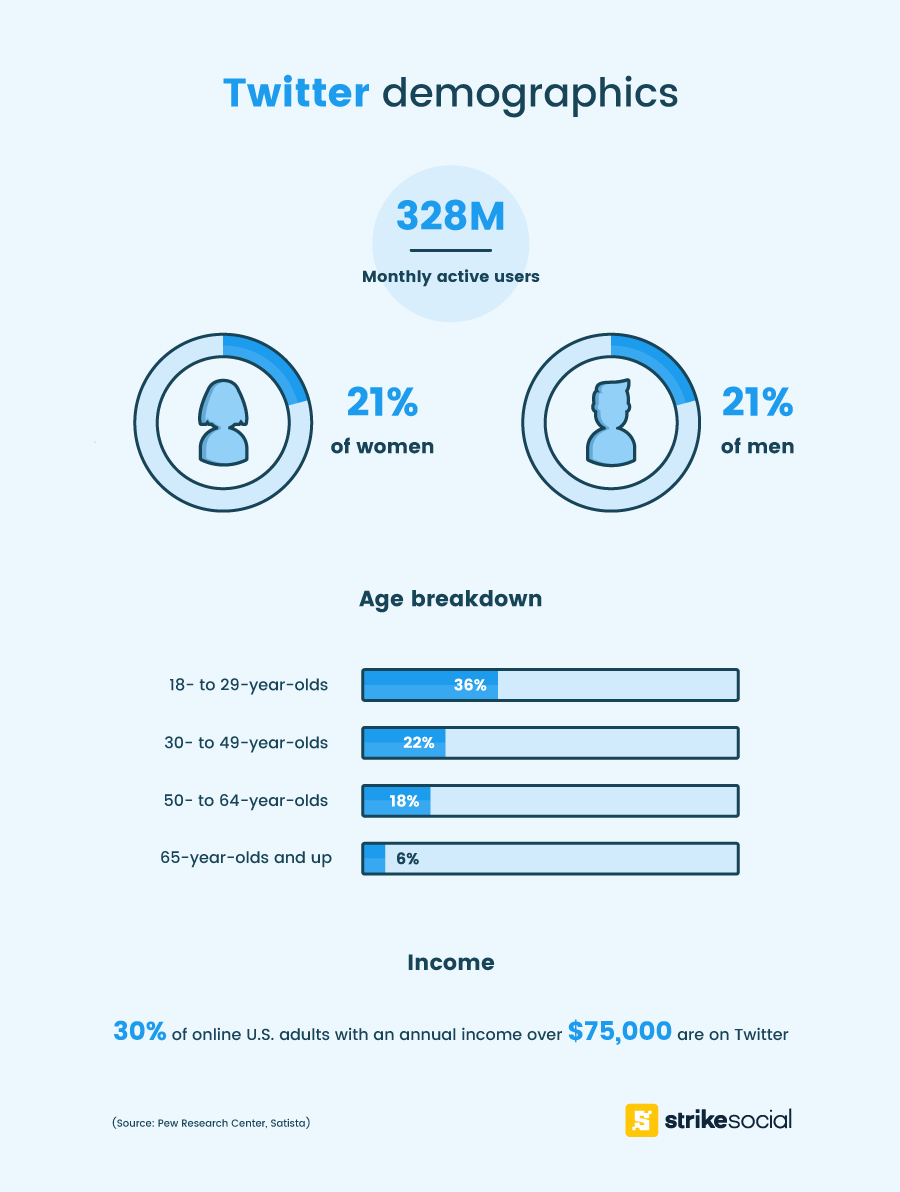 Twitter demographics
328M
Monthly active users
21%
of women
21%
of men
Age breakdown
18- to 29-year-olds 36%
30- to 49-year-olds 22%
50- to 64-year-olds 18%
65-year-olds and up 6%
Income
30% of online U.S. adults with an annual income over $75,000 are on Twitter
(Source: Pew Research Center, Satista)
S strikesocial